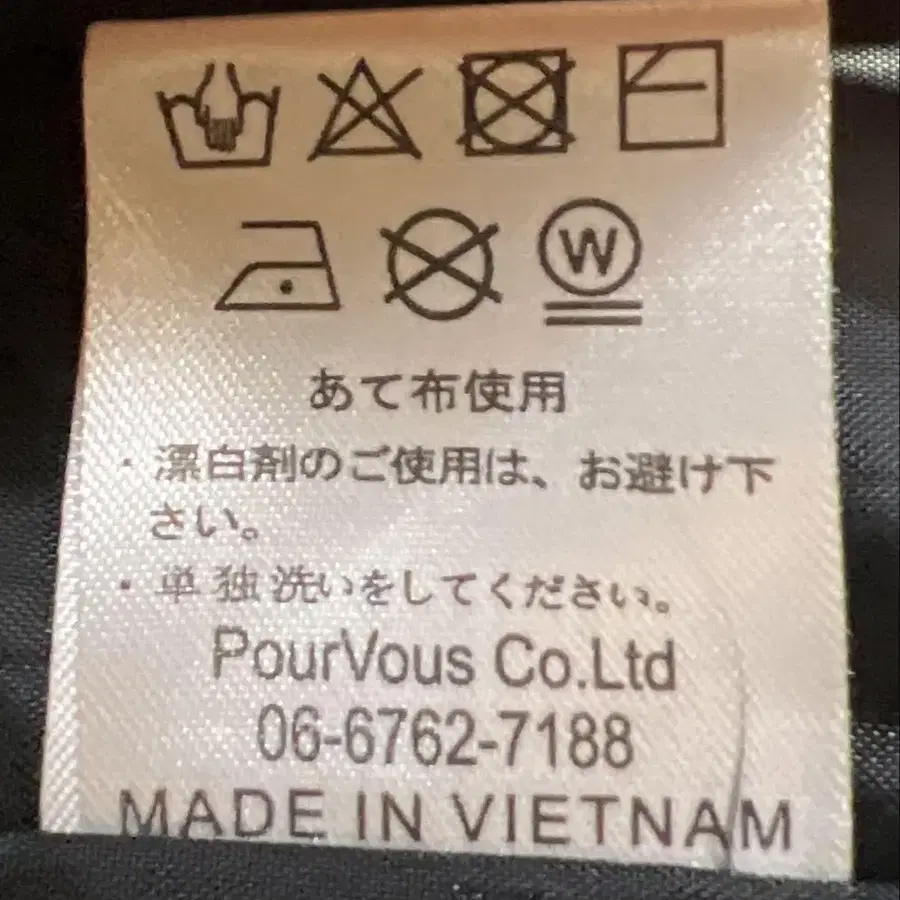 W
あて布使用
・漂白剤のご使用は、お避け下
さい。
・単独洗いをしてください。
PourVous Co.Ltd
06-6762-7188
MADE IN VIETNAM